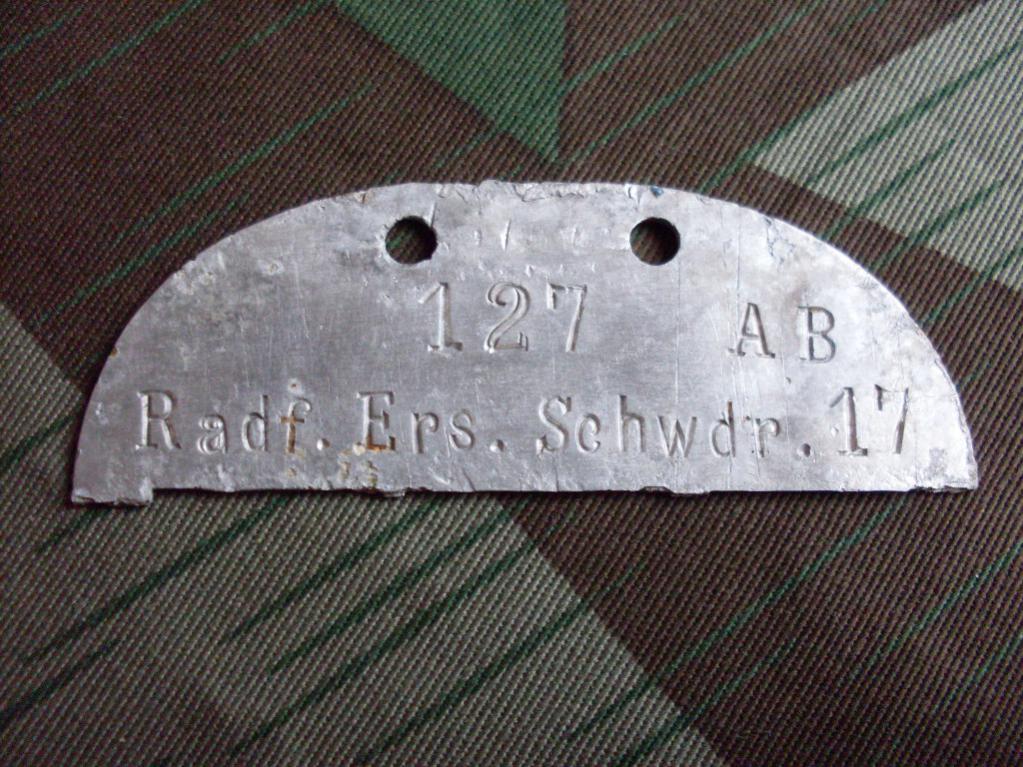 127 AB
Radf. Ers. Schwdr. 17